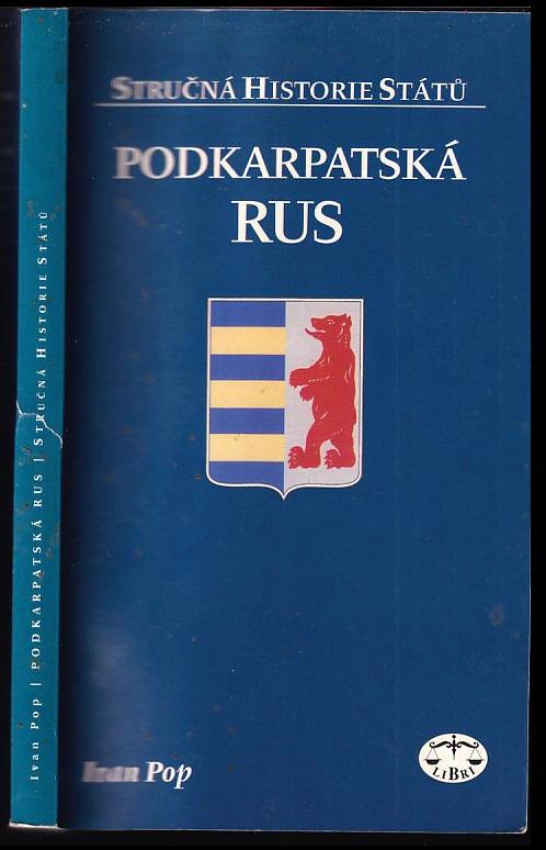 STRUČNÁ HISTORIE STÁTŮ
PODKARPATSKÁ
RUS
Ivan Pop
LIBRI
Ivan Pop | PODKARPATSKÁ RUS | STRUČNÁ HISTORIE STÁTŮ